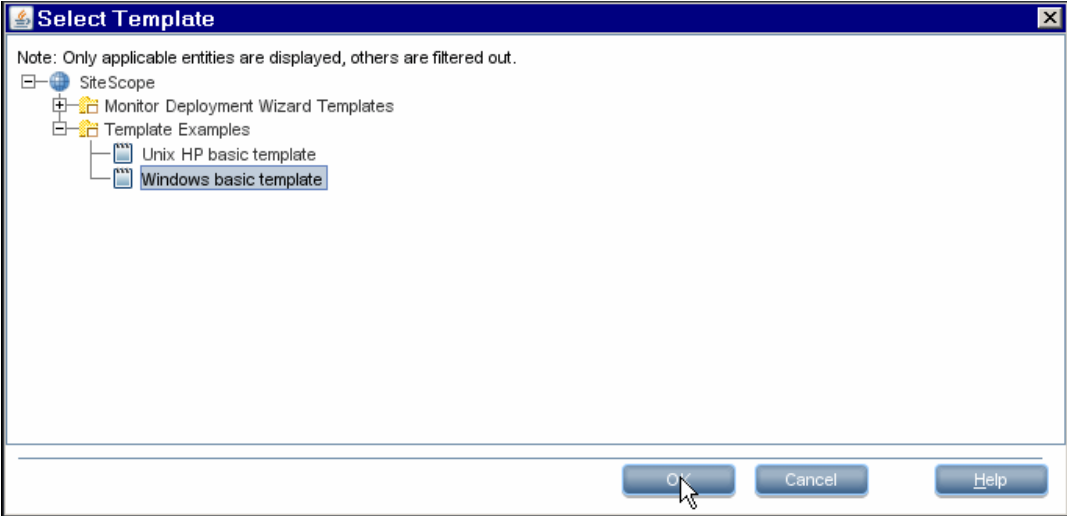 Select Template
Note: Only applicable entities are displayed, others are filtered out.
SiteScope
Monitor Deployment Wizard Templates
Template Examples
Unix HP basic template
Windows basic template
OK Cancel Help